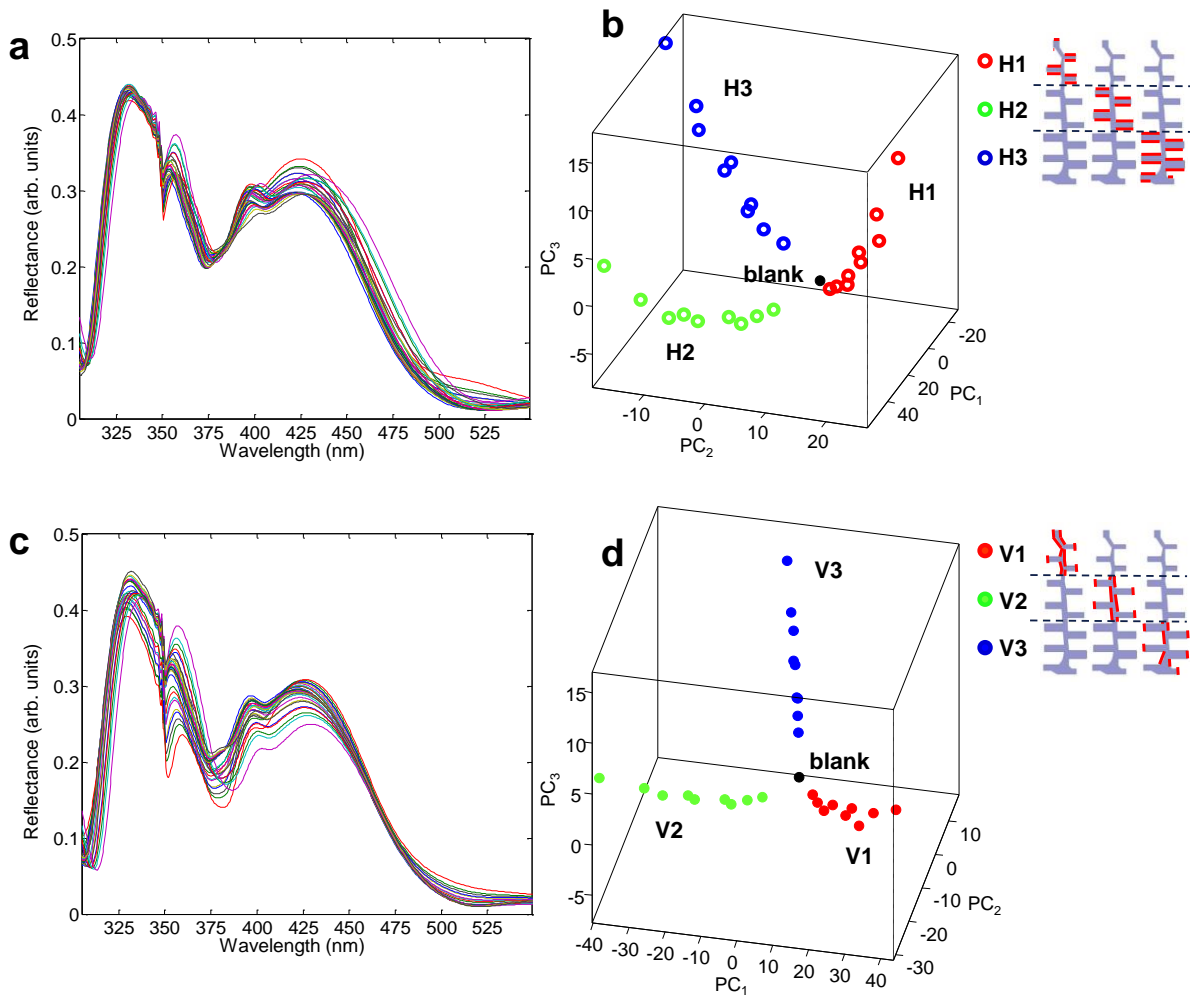 a
0.5
0.4
0.3
0.2
0.1
0
Reflectance (arb. units)
325 350 375 400 425 450 475 500 525
Wavelength (nm)
b
H3
H1
blank
H2
15
10
5
0
-5
PC3
-10 0 10 20
PC2
-20
0
20
40
PC1
H1
H2
H3
c
0.5
0.4
0.3
0.2
0.1
0
Reflectance (arb. units)
325 350 375 400 425 450 475 500 525
Wavelength (nm)
d
V3
blank
V2
V1
15
10
5
0
-5
PC3
-40 -30 -20 -10 0 10 20 30 40
PC1
10
0
-10
-20
-30
PC2
V1
V2
V3